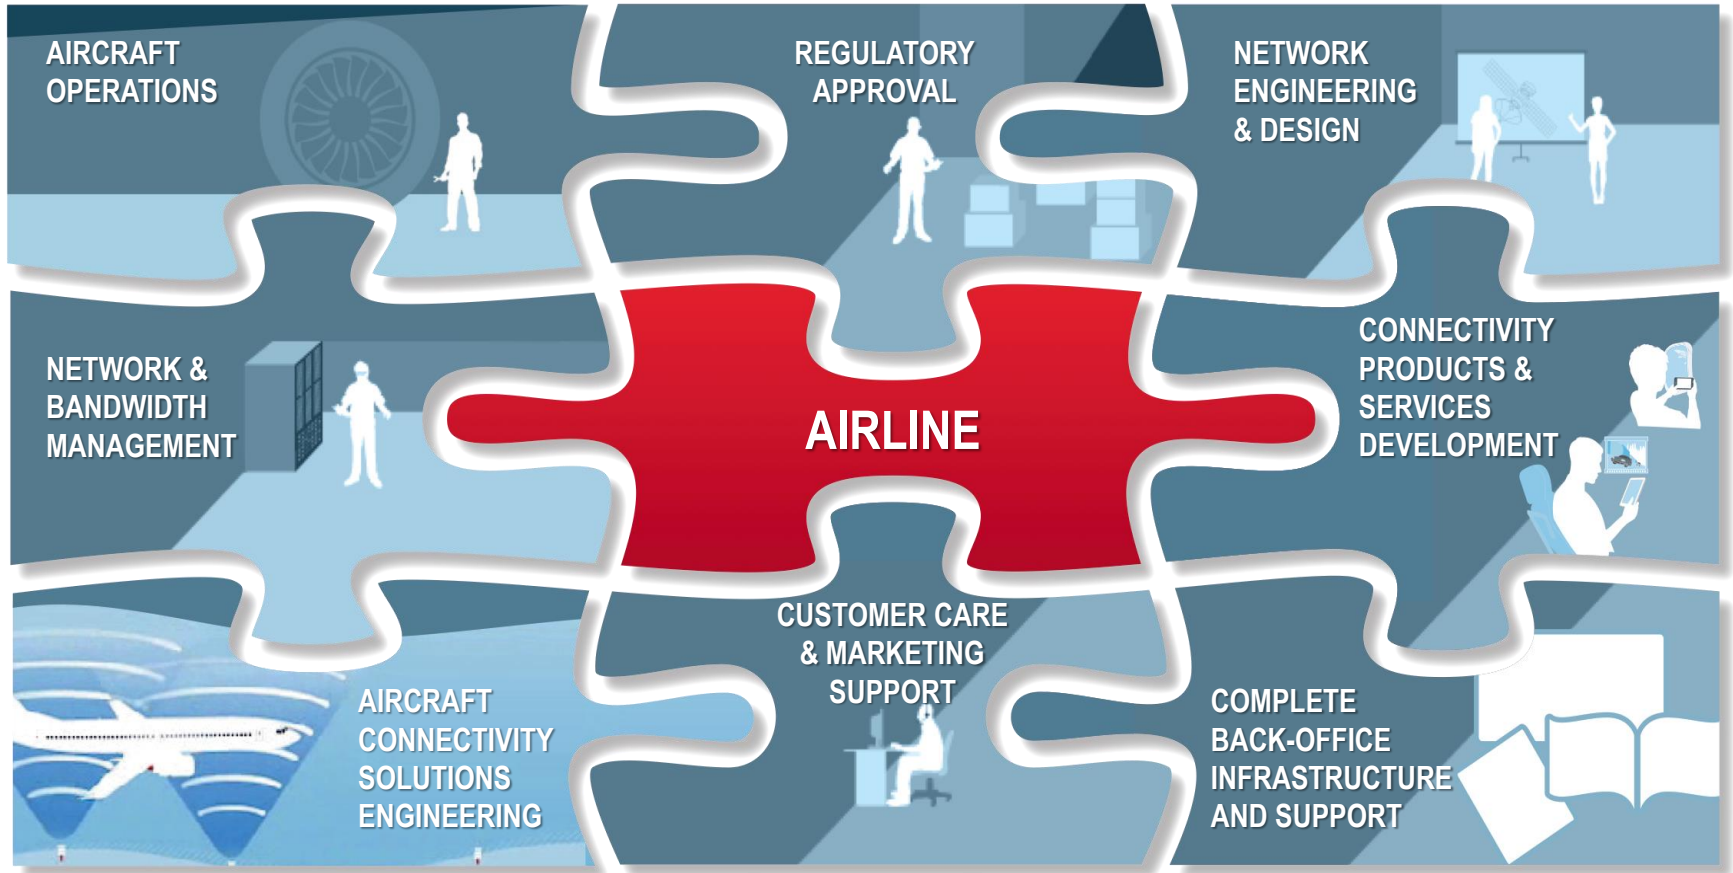 AIRCRAFT
OPERATIONS
REGULATORY
APPROVAL
NETWORK
ENGINEERING
& DESIGN
NETWORK &
BANDWIDTH
MANAGEMENT
AIRLINE
CONNECTIVITY
PRODUCTS &
SERVICES
DEVELOPMENT
AIRCRAFT
CONNECTIVITY
SOLUTIONS
ENGINEERING
CUSTOMER CARE
& MARKETING
SUPPORT
COMPLETE
BACK-OFFICE
INFRASTRUCTURE
AND SUPPORT